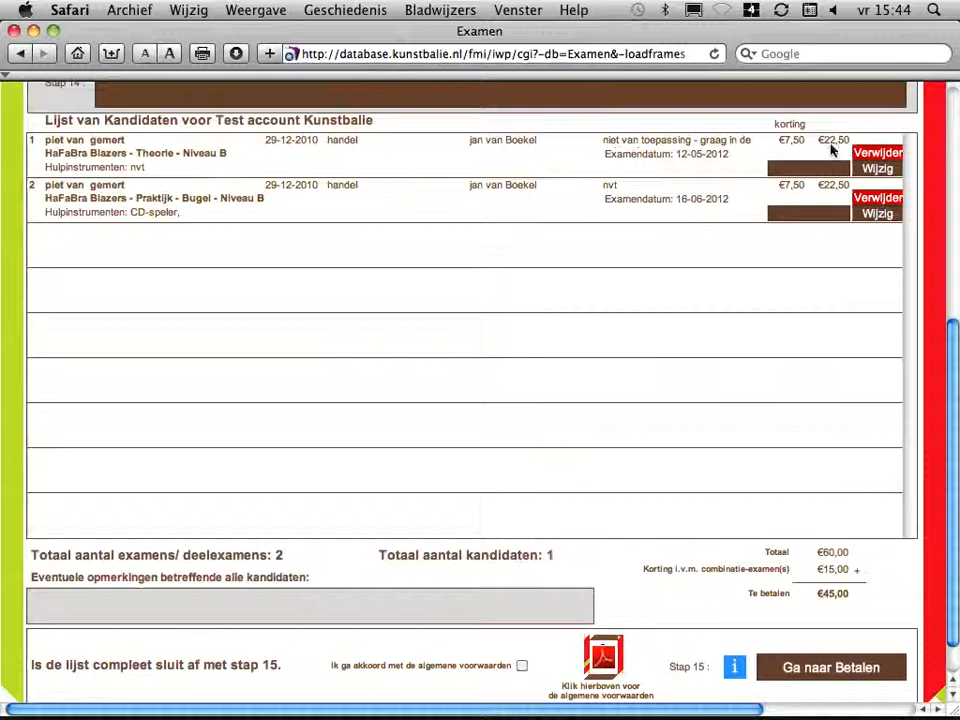 Safari Archief Wijzig Weergave Geschiedenis Bladwijzers Venster Help 4 vr 15:44
Examen
A A + http://database.kunstbalie.nl/fmi/iwp/cgi?-db=Examen&-loadframes Google
Stap 14 :
Lijst van Kandidaten voor Test account Kunstbalie
korting
1 piet van gemert 29-12-2010 handel jan van Boekel niet van toepassing - graag in de €7,50 €22,50
HaFaBra Blazers - Theorie - Niveau B Examendatum: 12-05-2012 Verwijder
Hulpinstrumenten: nvt Wijzig
2 piet van gemert 29-12-2010 handel jan van Boekel nvt €7,50 €22,50
HaFaBra Blazers - Praktijk - Bugel - Niveau B Examendatum: 16-06-2012 Verwijder
Hulpinstrumenten: CD-speler, Wijzig
Totaal aantal examens/ deelexamens: 2 Totaal aantal kandidaten: 1 Totaal €60,00
Korting i.v.m. combinatie-examen(s) €15,00 +
Eventuele opmerkingen betreffende alle kandidaten:
Te betalen €45,00
Is de lijst compleet sluit af met stap 15. Ik ga akkoord met de algemene voorwaarden Stap 15 : i Ga naar Betalen
Klik hierboven voor
de algemene voorwaarden